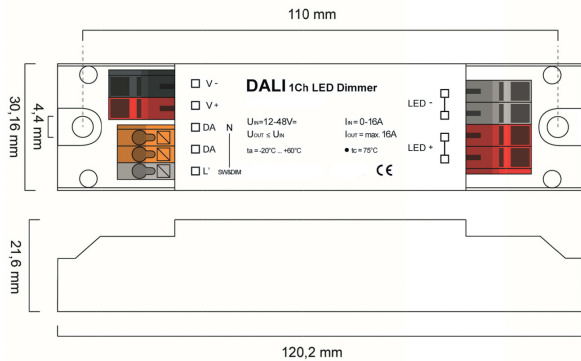 110 mm
30,16 mm
4,4 mm
V -
V +
DA
DA
L'
N
SW&DIM
DALI 1Ch LED Dimmer
UIN=12-48V=
UOUT ≤ UIN
ta = -20°C ... +60°C
IIN = 0-16A
IOUT = max. 16A
• tc = 75°C
CE
LED -
LED +
21,6 mm
120,2 mm